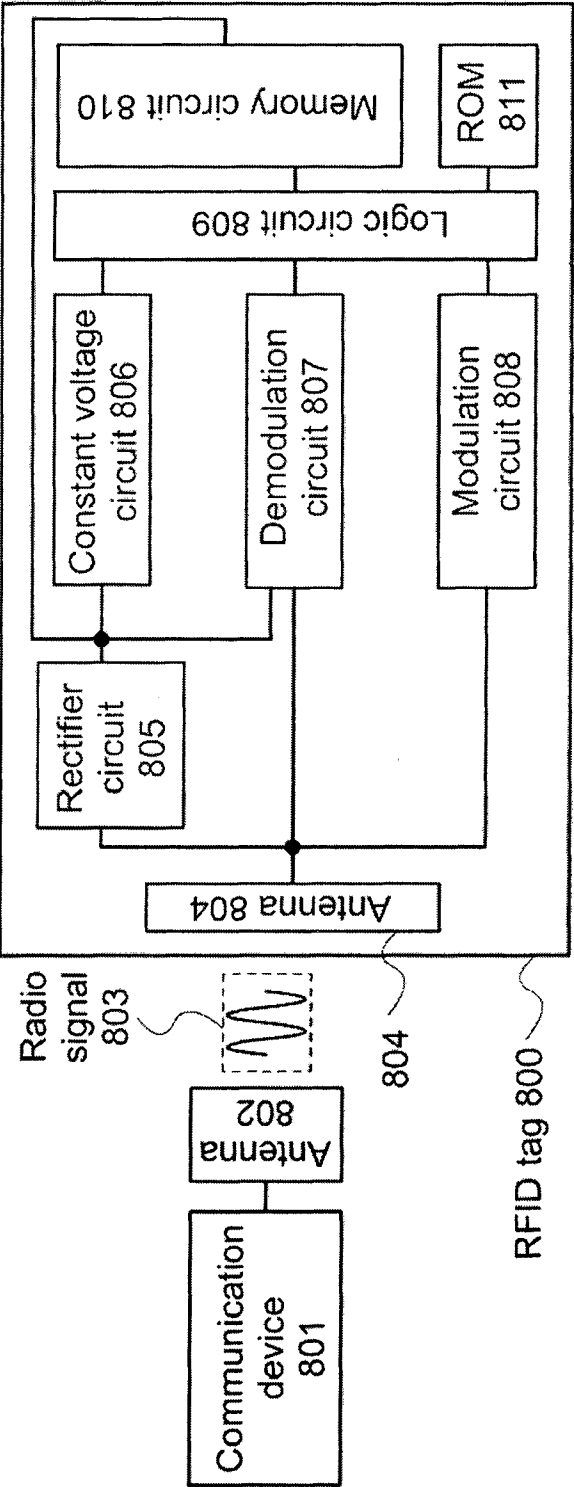 Communication
device
801
Antenna
802
Radio
signal
803
RFID tag 800
804
Antenna 804
Rectifier
circuit
805
Constant voltage
circuit 806
Demodulation
circuit 807
Modulation
circuit 808
Logic circuit 809
Memory circuit 810
ROM
811